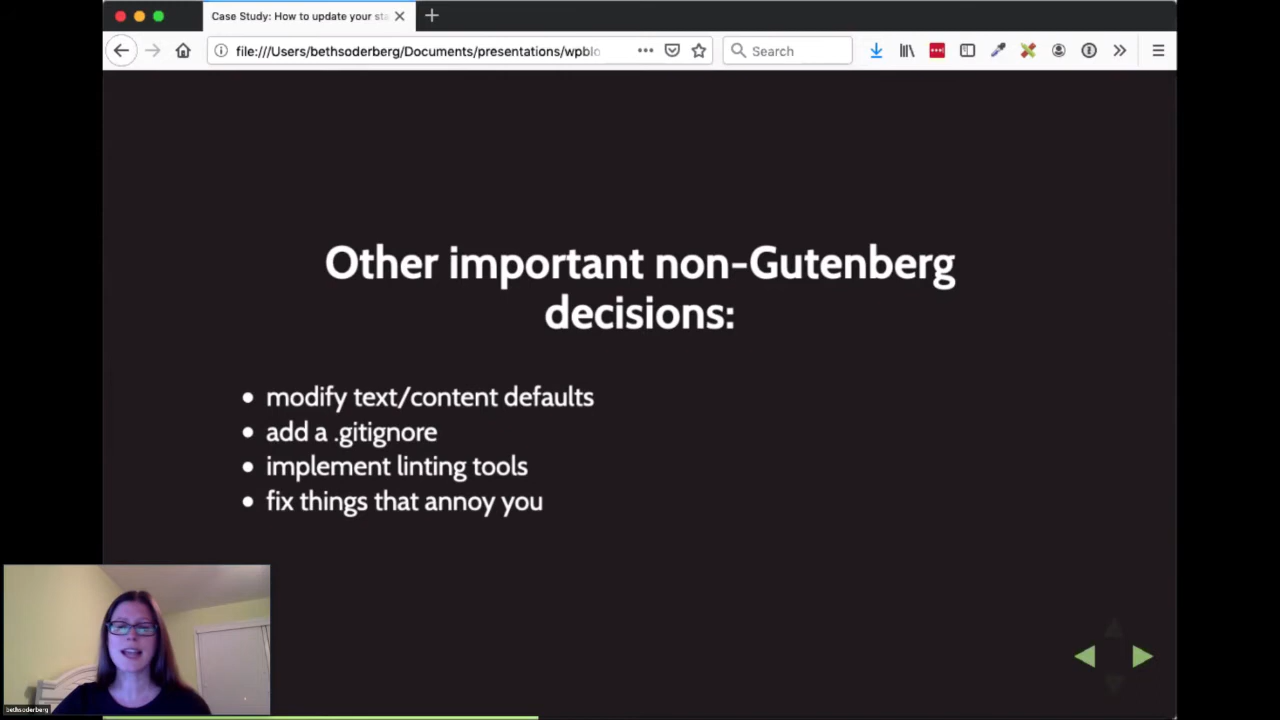 Case Study: How to update your sta
file:///Users/bethsoderberg/Documents/presentations/wpblo
Search
Other important non-Gutenberg
decisions:
modify text/content defaults
add a .gitignore
implement linting tools
fix things that annoy you
bethsoderberg